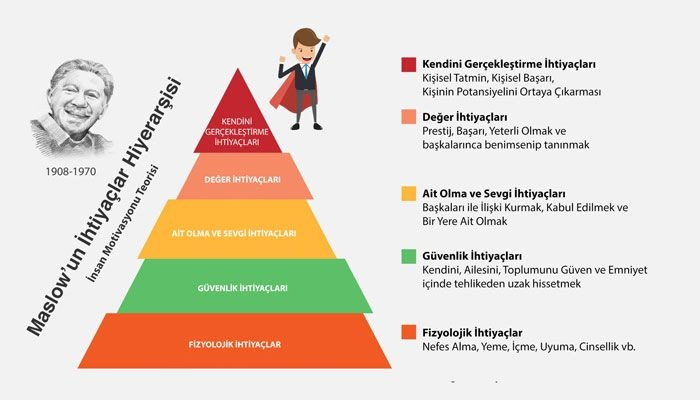 1908-1970
Maslow'un İhtiyaçlar Hiyerarşisi
İnsan Motivasyonu Teorisi
KENDİNİ
GERÇEKLEŞTİRME
İHTİYAÇLARI
DEĞER İHTİYAÇLARI
AİT OLMA VE SEVGİ İHTİYAÇLARI
GÜVENLİK İHTİYAÇLARI
FİZYOLOJİK İHTİYAÇLAR
Kendini Gerçekleştirme İhtiyaçları
Kişisel Tatmin, Kişisel Başarı,
Kişinin Potansiyelini Ortaya Çıkarması
Değer İhtiyaçları
Prestij, Başarı, Yeterli Olmak ve
başkalarınca benimsenip tanınmak
Ait Olma ve Sevgi İhtiyaçları
Başkaları ile İlişki Kurmak, Kabul Edilmek ve
Bir Yere Ait Olmak
Güvenlik İhtiyaçları
Kendini, Ailesini, Toplumunu Güven ve Emniyet
içinde tehlikeden uzak hissetmek
Fizyolojik İhtiyaçlar
Nefes Alma, Yeme, İçme, Uyuma, Cinsellik vb.